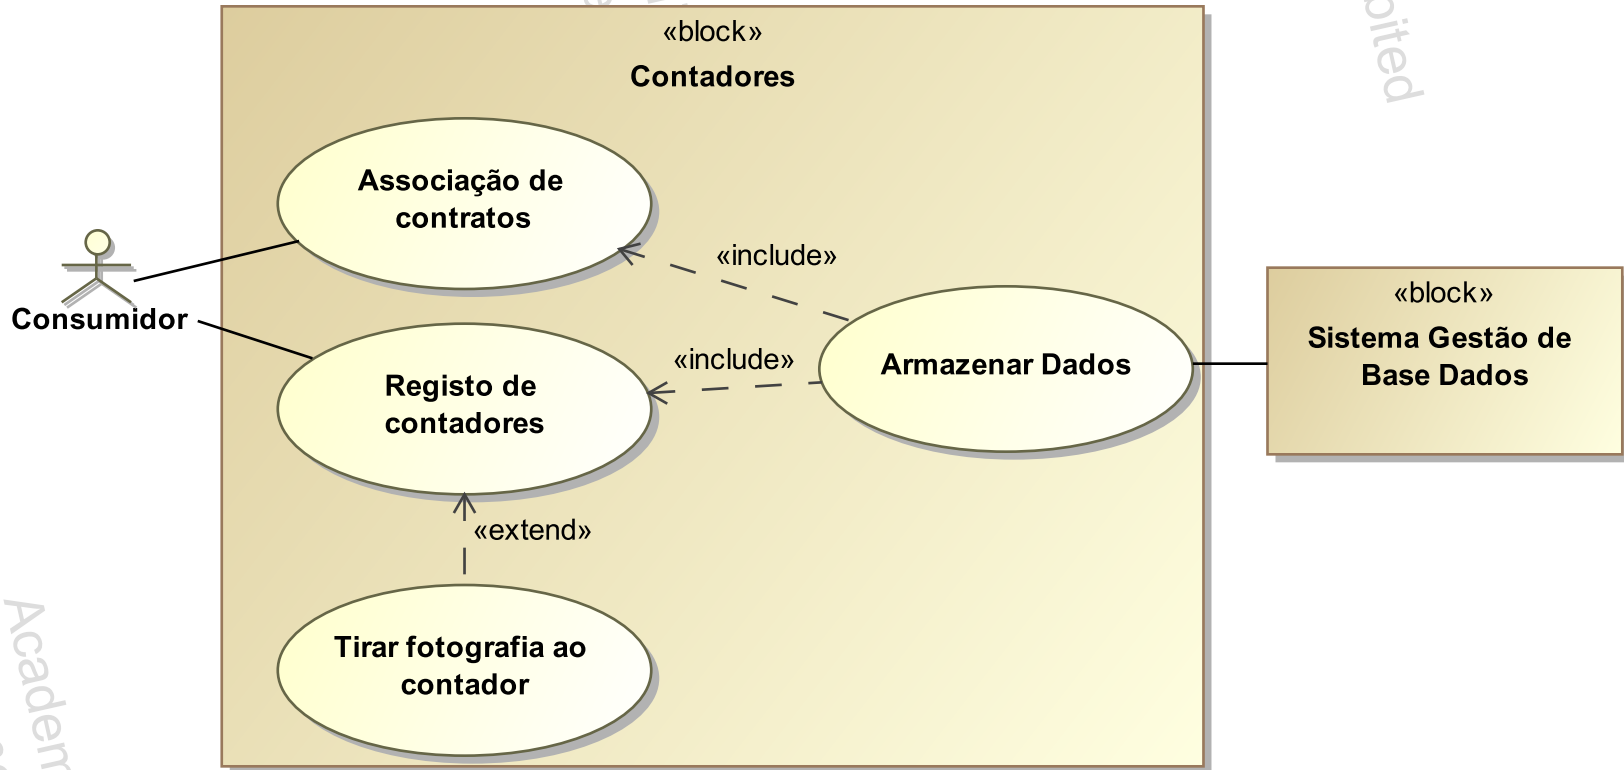 «block»
Contadores
Associação de
contratos
«include»
Consumidor
Registo de
contadores
«include»
Armazenar Dados
«block»
Sistema Gestão de
Base Dados
«extend»
Tirar fotografia ao
contador